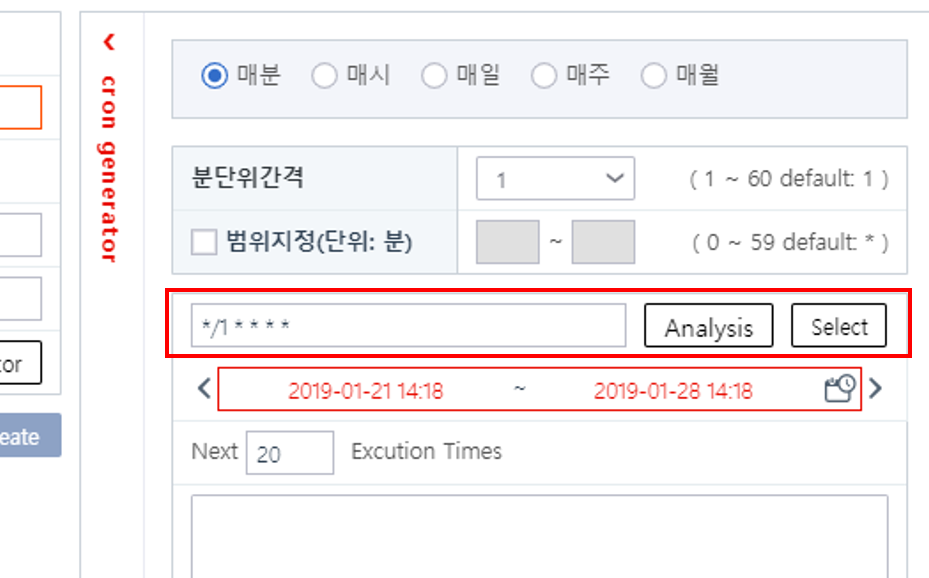 cron generator
매분 매시 매일 매주 매월
분단위간격 1 ( 1 ~ 60 default: 1 )
범위지정(단위: 분) ~ ( 0 ~ 59 default: * )
*/1 * * * * Analysis Select
2019-01-21 14:18 ~ 2019-01-28 14:18
tor
eate
Next 20 Excution Times